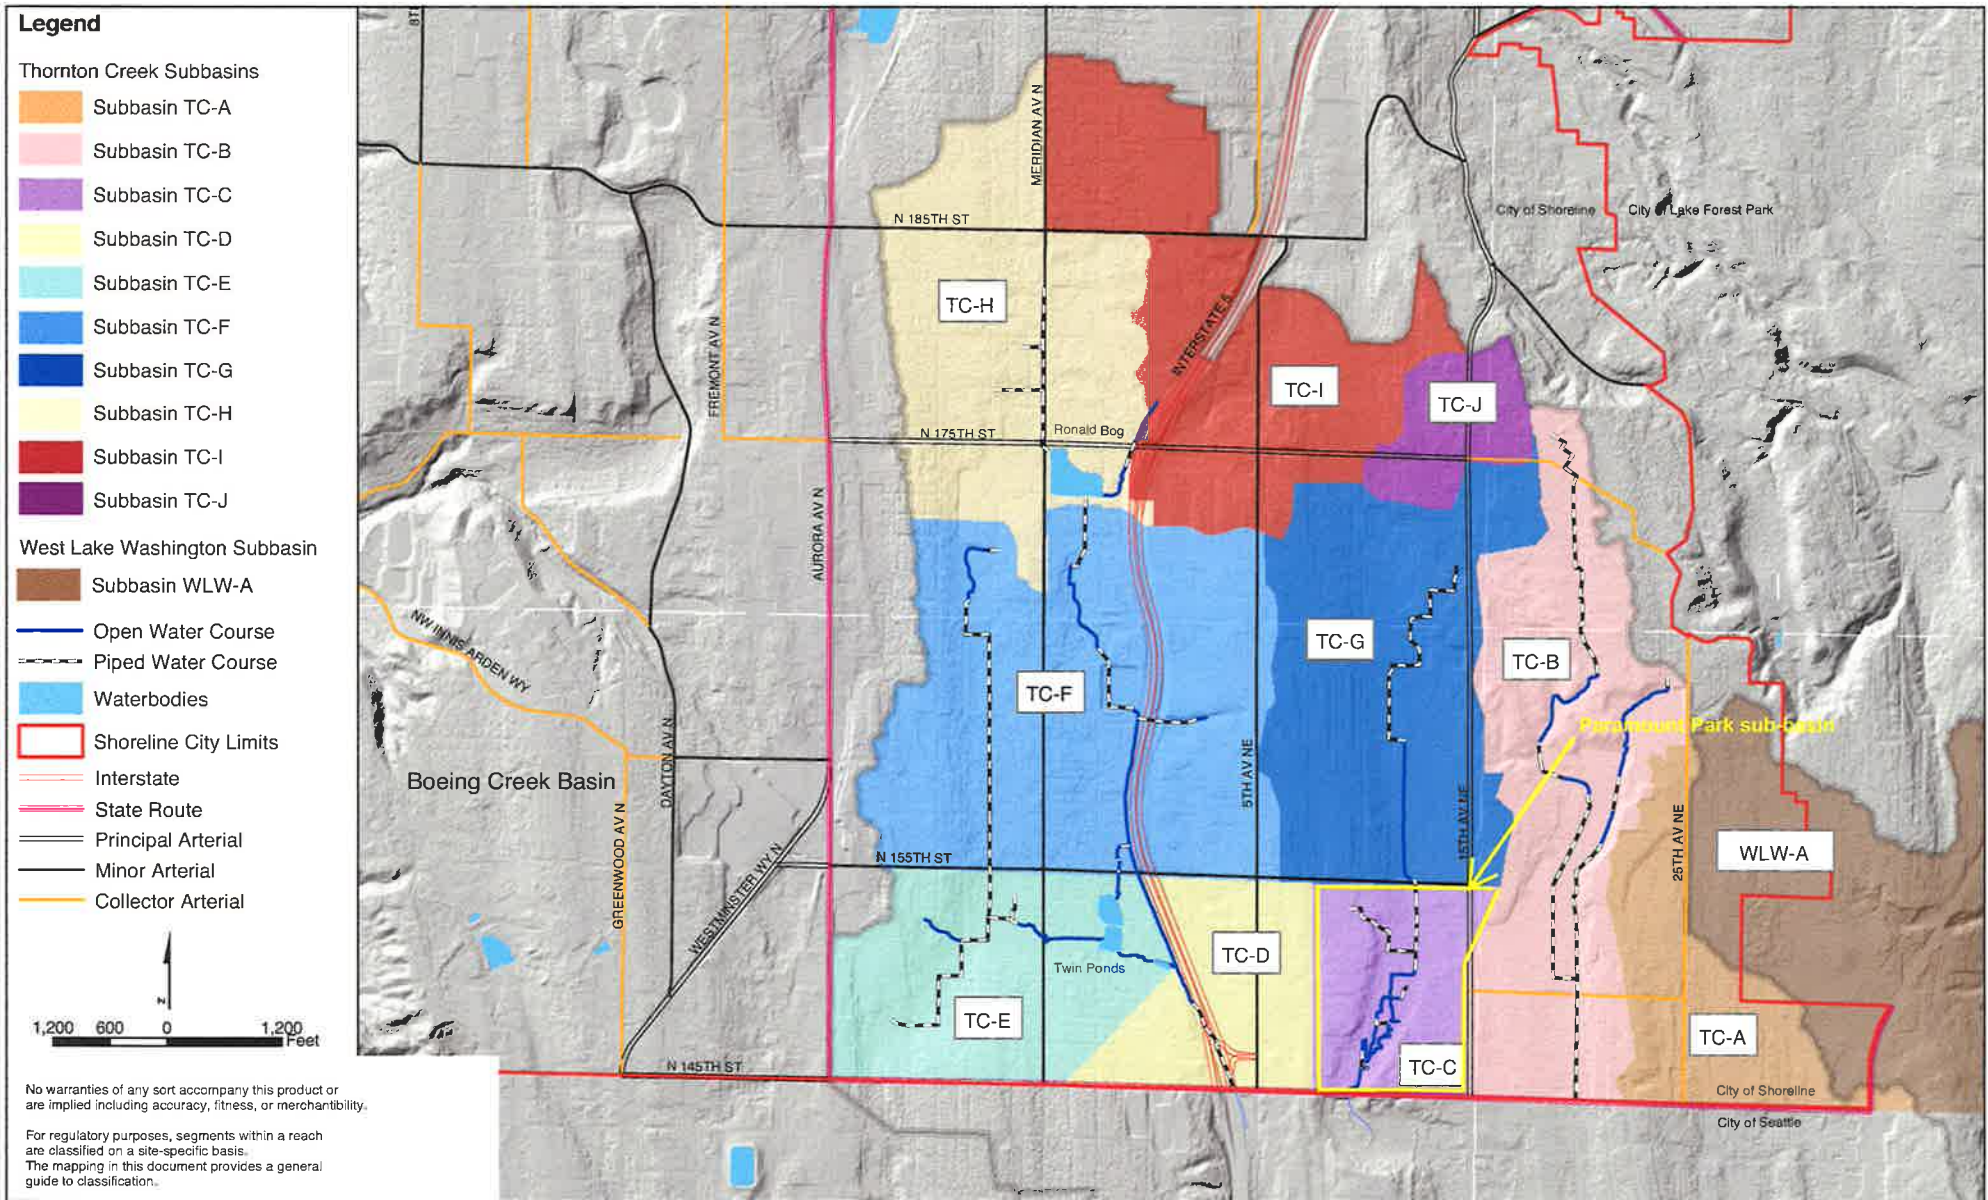 Legend
Thornton Creek Subbasins
Subbasin TC-A
Subbasin TC-B
Subbasin TC-C
Subbasin TC-D
Subbasin TC-E
Subbasin TC-F
Subbasin TC-G
Subbasin TC-H
Subbasin TC-I
Subbasin TC-J
West Lake Washington Subbasin
Subbasin WLW-A
Open Water Course
Piped Water Course
Waterbodies
Shoreline City Limits
Interstate
State Route
Principal Arterial
Minor Arterial
Collector Arterial
N
1,200 600 0 1,200
Feet
No warranties of any sort accompany this product or
are implied including accuracy, fitness, or merchantibility.
For regulatory purposes, segments within a reach
are classified on a site-specific basis.
The mapping in this document provides a general
guide to classification.
MERIDIAN AV N
N 185TH ST
City of Shoreline
City of Lake Forest Park
TC-H
INTERSTATE 5
FREMONT AV N
TC-I
TC-J
N 175TH ST
Ronald Bog
AURORA AV N
NW INNIS ARDEN WY
TC-F
TC-G
TC-B
Paramount Park sub-basin
DAYTON AV N
Boeing Creek Basin
5TH AV NE
15TH AV NE
GREENWOOD AV N
WESTMINSTER WY N
N 155TH ST
25TH AV NE
WLW-A
TC-D
Twin Ponds
TC-E
TC-A
TC-C
N 145TH ST
City of Shoreline
City of Seattle